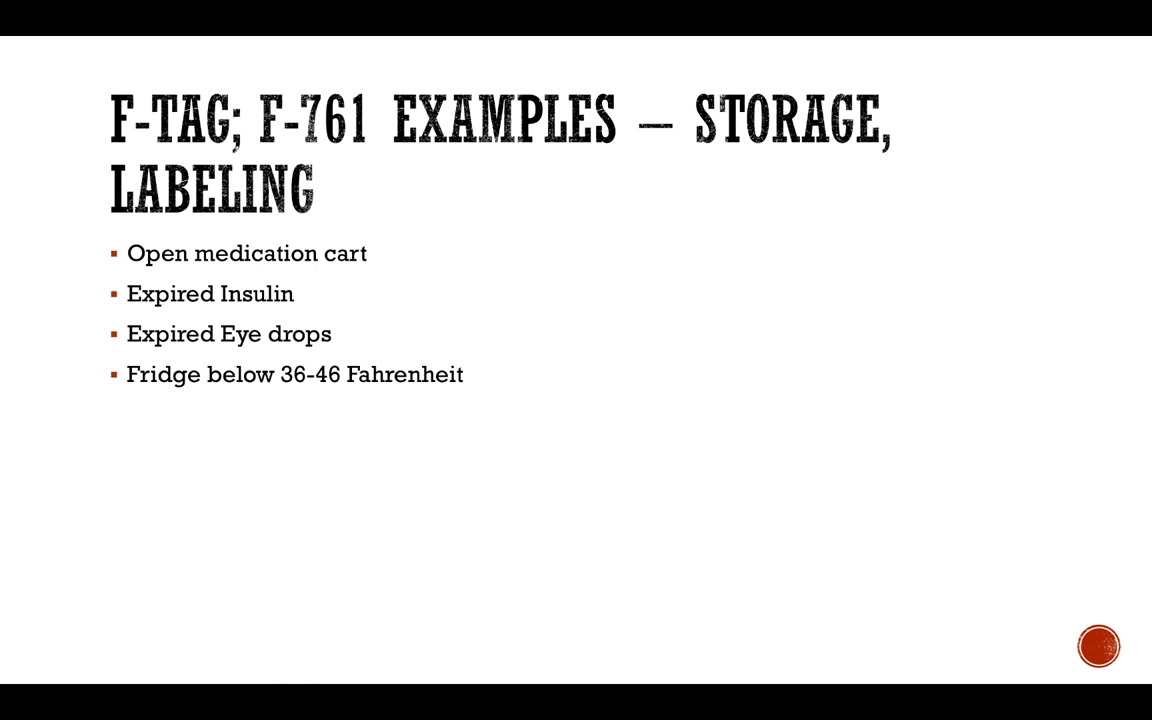 F-TAG; F-761 EXAMPLES – STORAGE,
LABELING
▪ Open medication cart
▪ Expired Insulin
▪ Expired Eye drops
▪ Fridge below 36-46 Fahrenheit